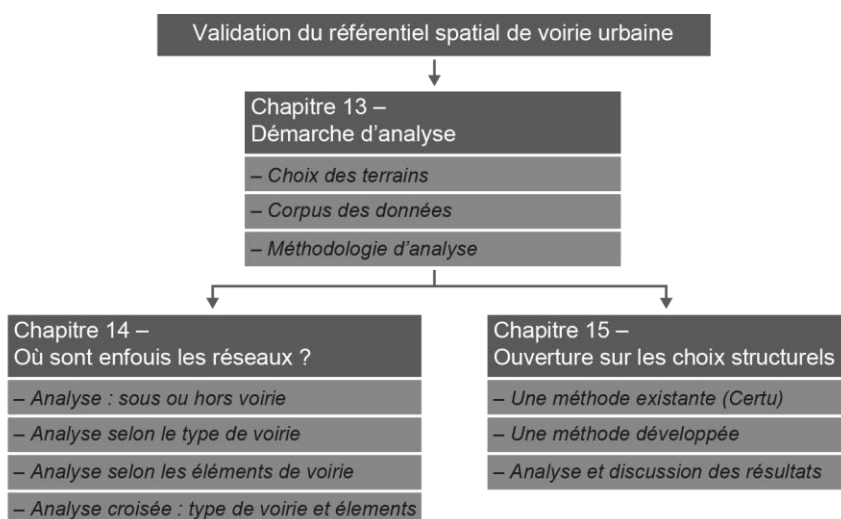 Validation du référentiel spatial de voirie urbaine
Chapitre 13 –
Démarche d'analyse
– Choix des terrains
– Corpus des données
– Méthodologie d'analyse
Chapitre 14 –
Où sont enfouis les réseaux ?
– Analyse : sous ou hors voirie
– Analyse selon le type de voirie
– Analyse selon les éléments de voirie
– Analyse croisée : type de voirie et élements
Chapitre 15 –
Ouverture sur les choix structurels
– Une méthode existante (Certu)
– Une méthode développée
– Analyse et discussion des résultats